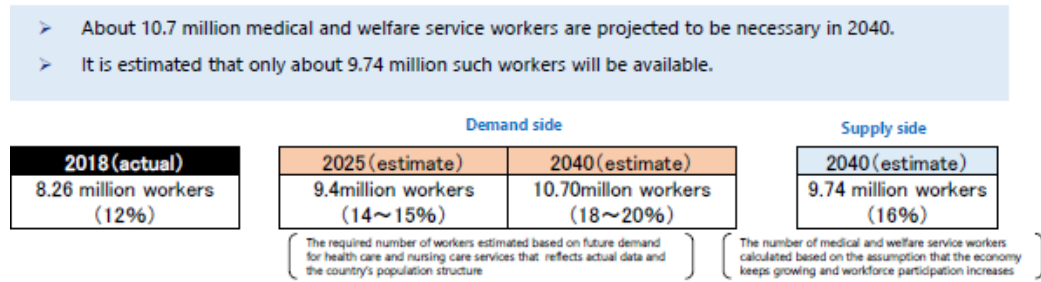 ➤ About 10.7 million medical and welfare service workers are projected to be necessary in 2040.
➤ It is estimated that only about 9.74 million such workers will be available.
Demand side
Supply side
2018(actual)
8.26 million workers
(12%)
2025(estimate)
9.4million workers
(14～15%)
2040(estimate)
10.70millon workers
(18～20%)
2040(estimate)
9.74 million workers
(16%)
The required number of workers estimated based on future demand
for health care and nursing care services that reflects actual data and
the country's population structure
The number of medical and welfare service workers
calculated based on the assumption that the economy
keeps growing and workforce participation increases